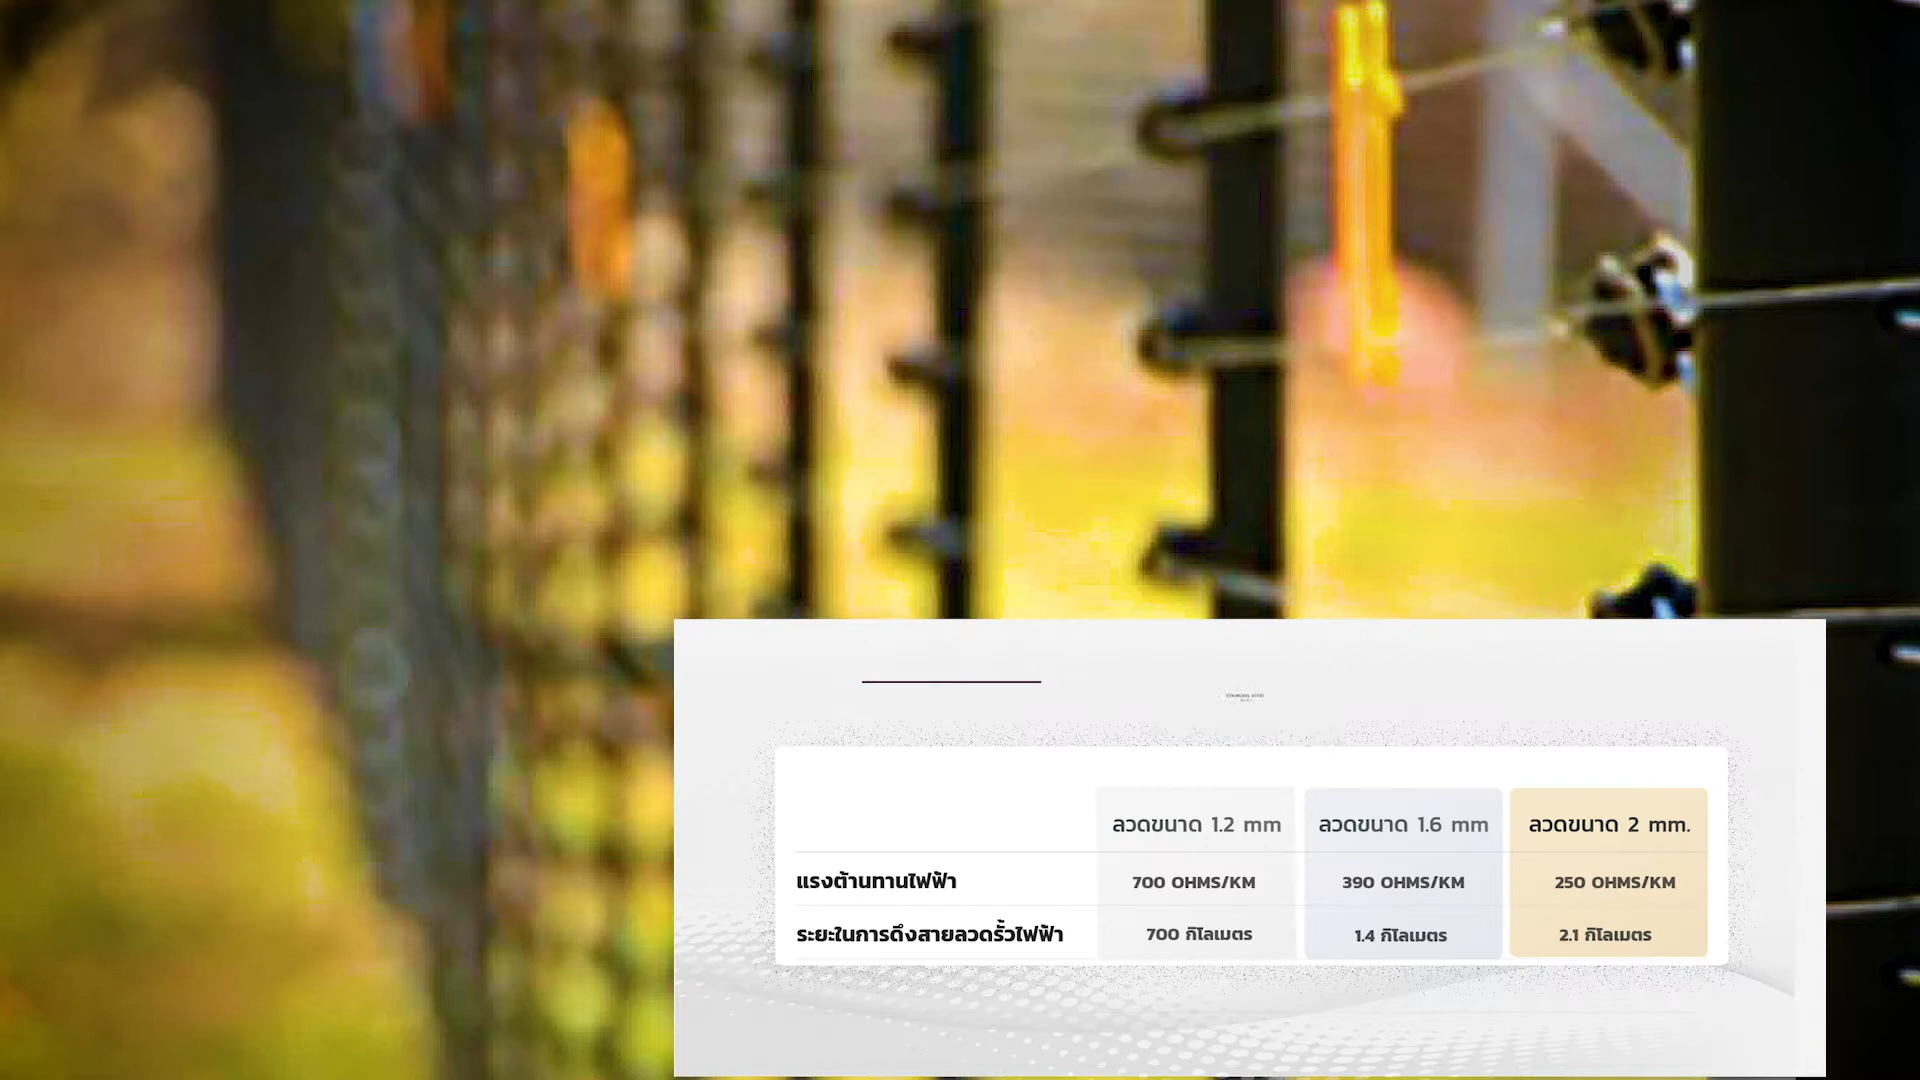 ลวดขนาด 1.2 mm ลวดขนาด 1.6 mm ลวดขนาด 2 mm.
แรงต้านทานไฟฟ้า 700 OHMS/KM 390 OHMS/KM 250 OHMS/KM
ระยะในการดึงสายลวดรั้วไฟฟ้า 700 กิโลเมตร 1.4 กิโลเมตร 2.1 กิโลเมตร